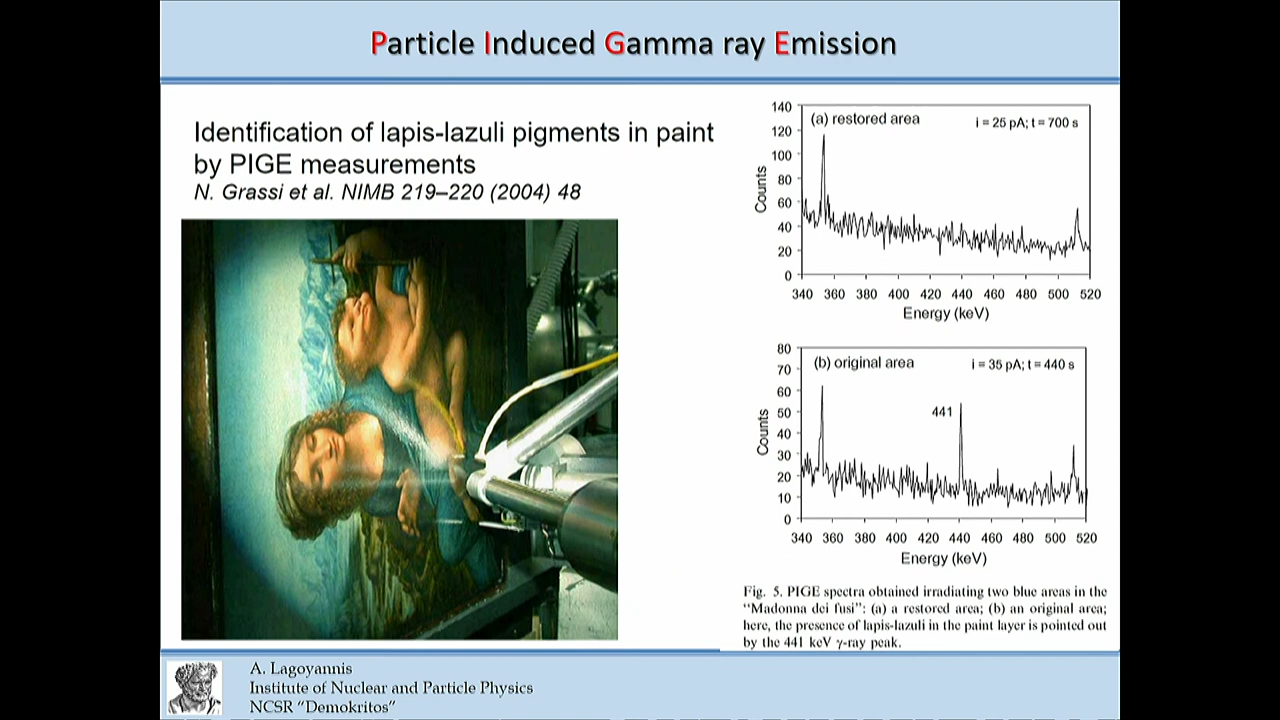 Particle Induced Gamma ray Emission
Identification of lapis-lazuli pigments in paint
by PIGE measurements
N. Grassi et al. NIMB 219–220 (2004) 48
140
120
100
80
60
40
20
0
Counts
(a) restored area
i = 25 pA; t = 700 s
340 360 380 400 420 440 460 480 500 520
Energy (keV)
80
70
60
50
40
30
20
10
0
Counts
(b) original area
i = 35 pA; t = 440 s
441
340 360 380 400 420 440 460 480 500 520
Energy (keV)
Fig. 5. PIGE spectra obtained irradiating two blue areas in the
“Madonna dei fusi”: (a) a restored area; (b) an original area;
here, the presence of lapis-lazuli in the paint layer is pointed out
by the 441 keV γ-ray peak.
A. Lagoyannis
Institute of Nuclear and Particle Physics
NCSR “Demokritos”